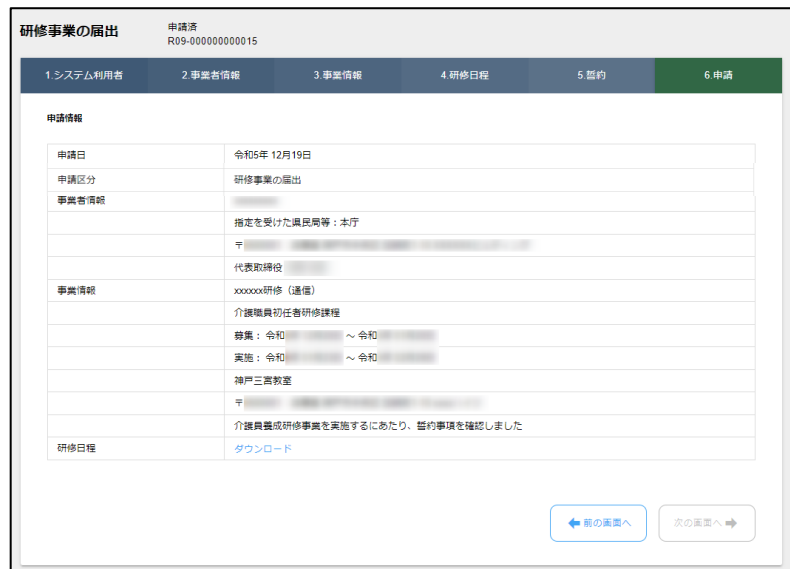 研修事業の届出
申請済
R09-000000000015
1.システム利用者 2.事業者情報 3.事業情報 4.研修日程 5.誓約 6.申請
申請情報
申請日 令和5年 12月19日
申請区分 研修事業の届出
事業者情報
指定を受けた県民局等：本庁
〒
代表取締役
事業情報 xxxxxx研修（通信）
介護職員初任者研修課程
募集： 令和 ～ 令和
実施： 令和 ～ 令和
神戸三宮教室
〒
介護員養成研修事業を実施するにあたり、誓約事項を確認しました
研修日程 ダウンロード
前の画面へ 次の画面へ